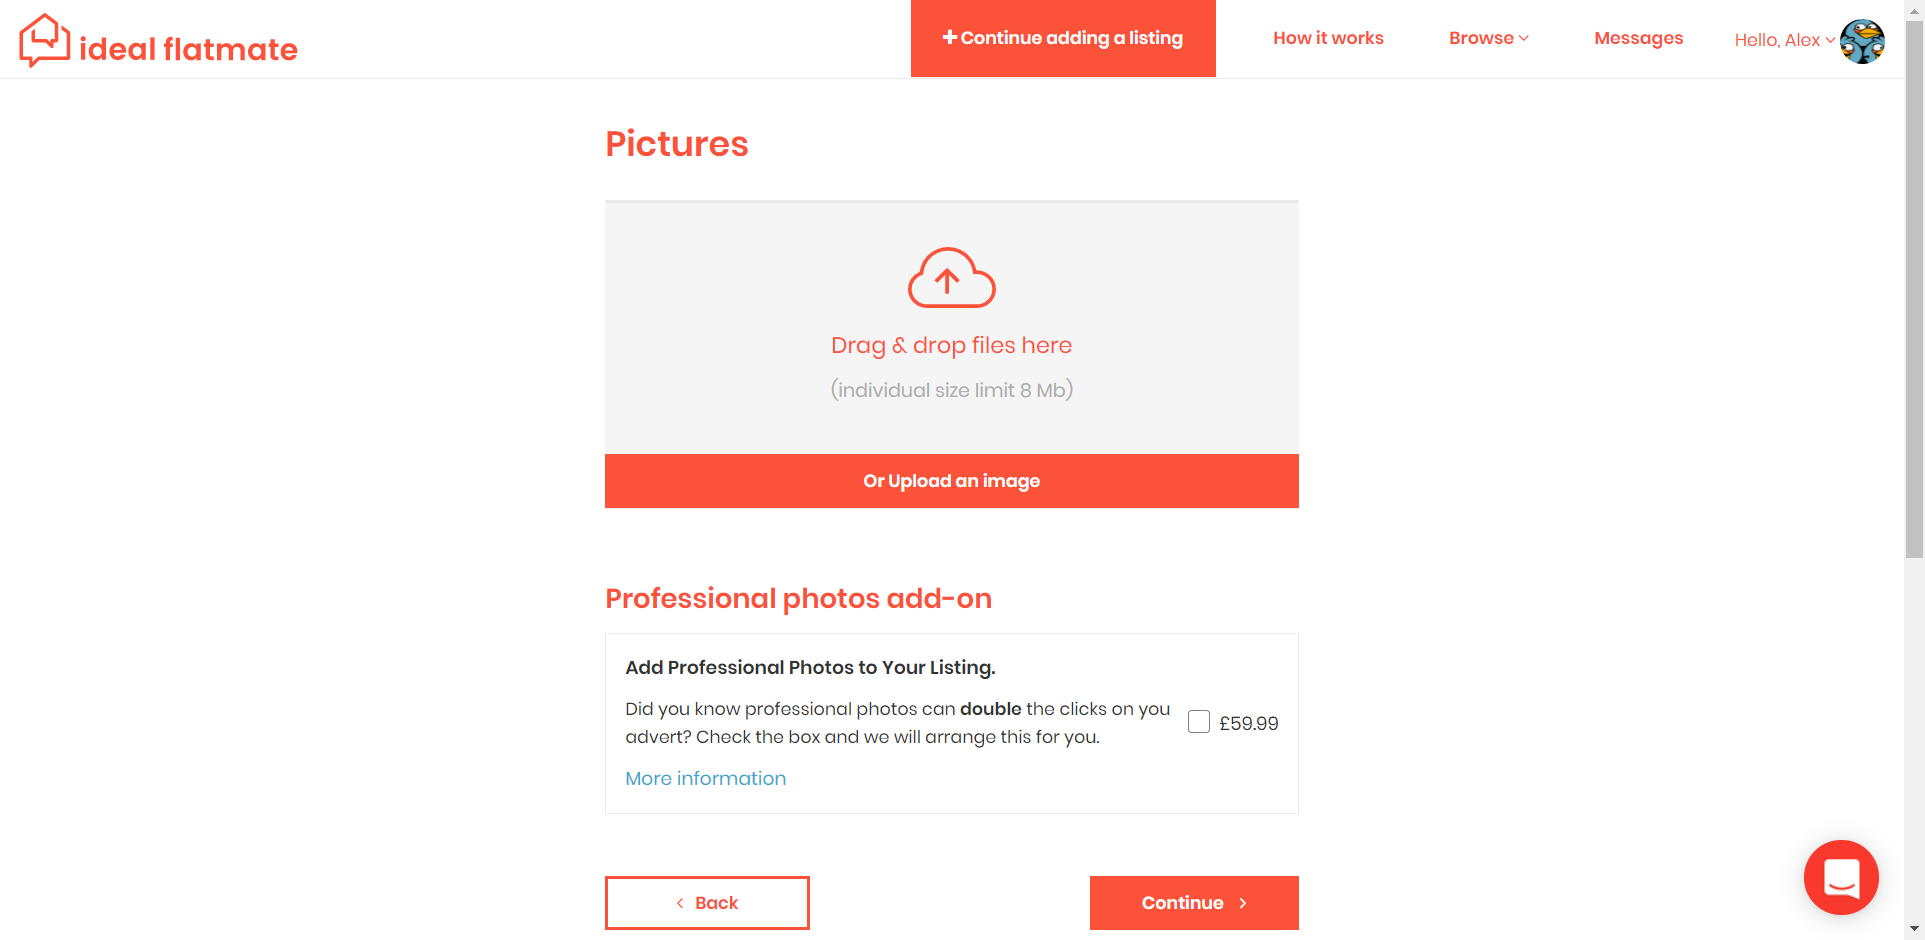 ideal flatmate
Continue adding a listing
How it works
Browse
Messages
Hello, Alex
Pictures
Drag & drop files here
(individual size limit 8 Mb)
Or Upload an image
Professional photos add-on
Add Professional Photos to Your Listing.
Did you know professional photos can double the clicks on you
advert? Check the box and we will arrange this for you.
£59.99
More information
Back
Continue